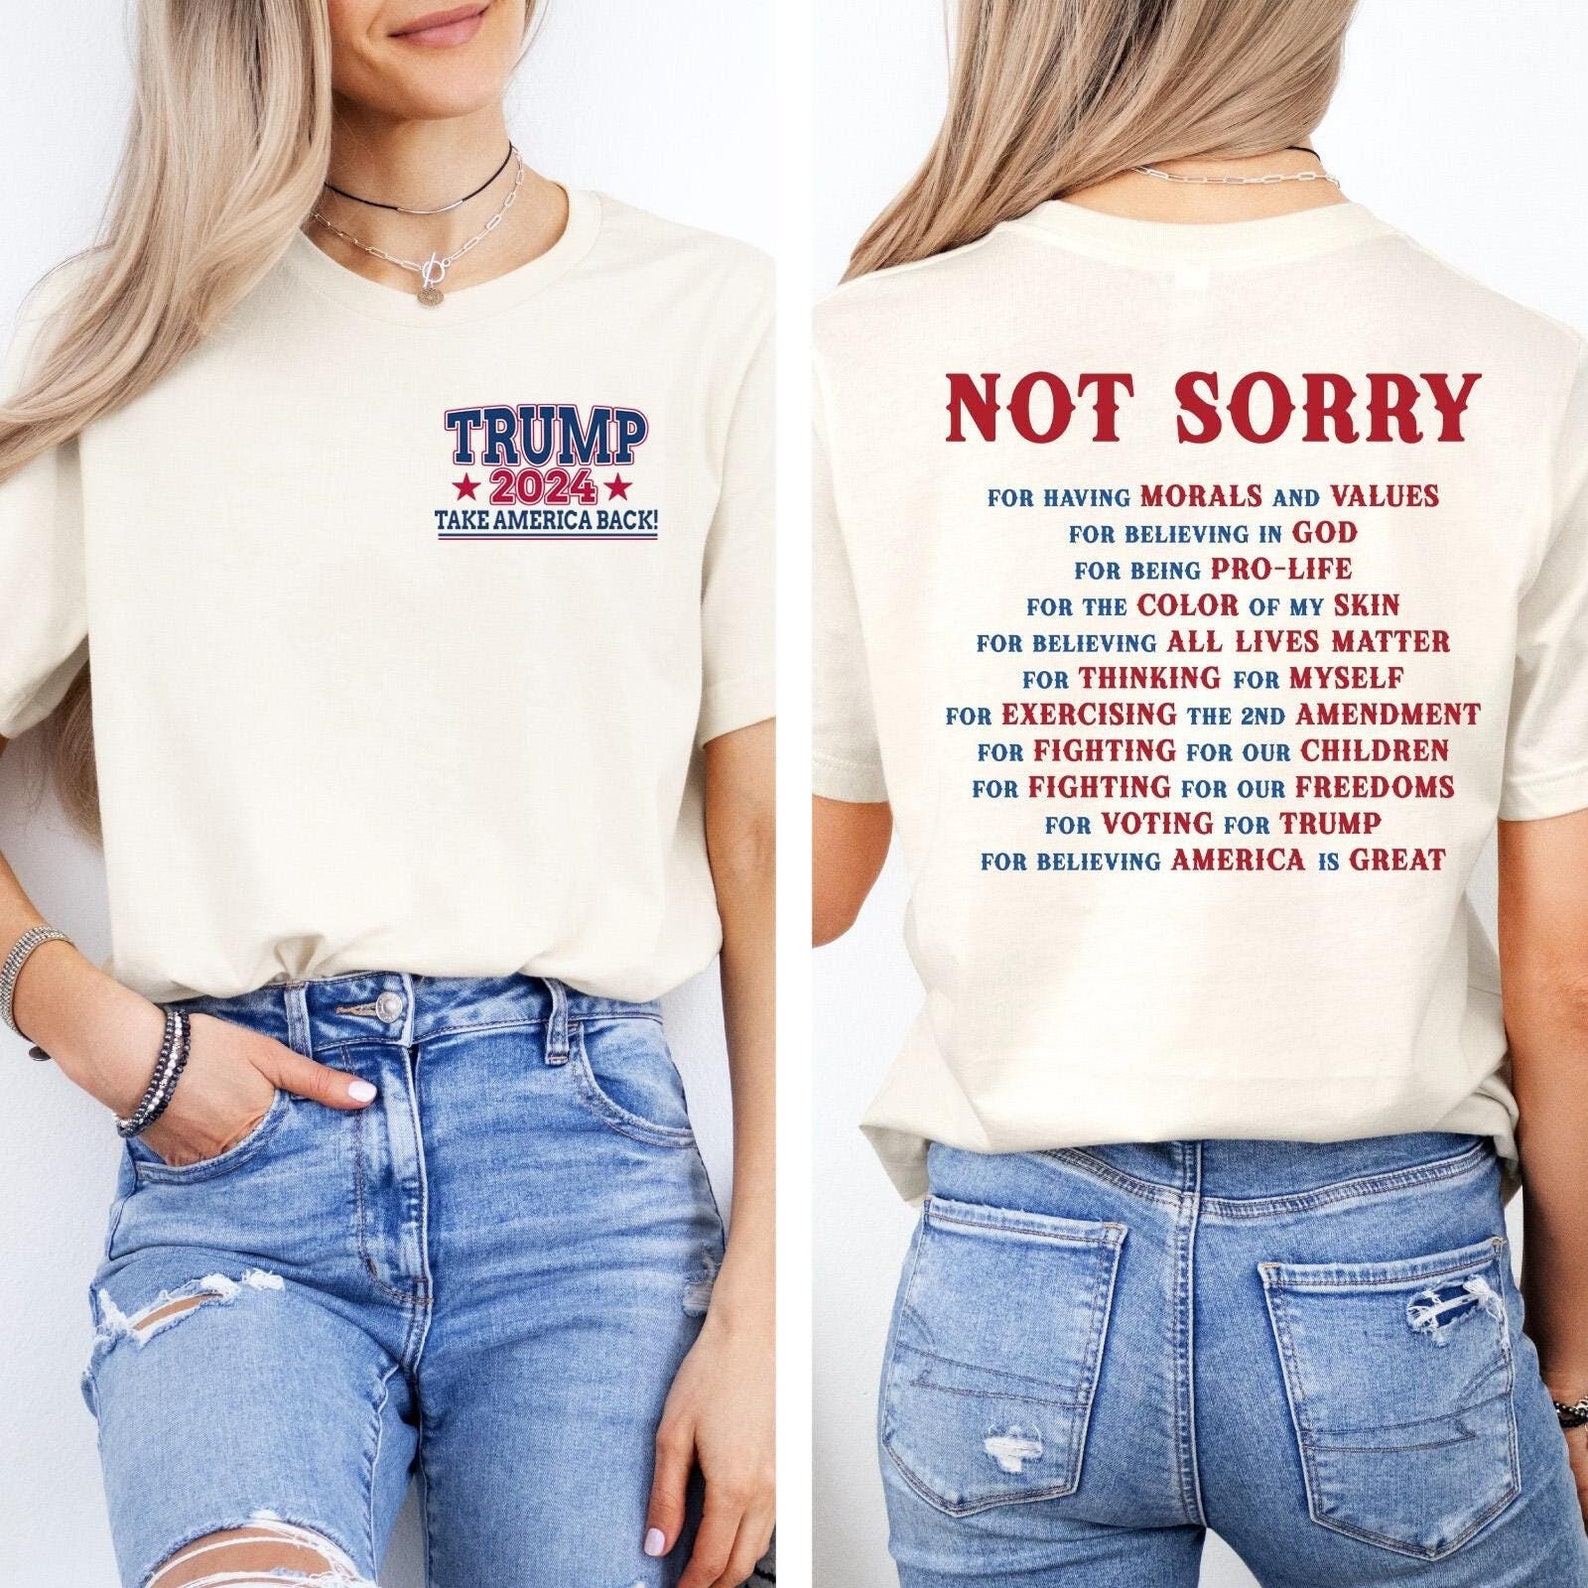 TRUMP
★ 2024 ★
TAKE AMERICA BACK!
NOT SORRY
FOR HAVING MORALS AND VALUES
FOR BELIEVING IN GOD
FOR BEING PRO-LIFE
FOR THE COLOR OF MY SKIN
FOR BELIEVING ALL LIVES MATTER
FOR THINKING FOR MYSELF
FOR EXERCISING THE 2ND AMENDMENT
FOR FIGHTING FOR OUR CHILDREN
FOR FIGHTING FOR OUR FREEDOMS
FOR VOTING FOR TRUMP
FOR BELIEVING AMERICA IS GREAT